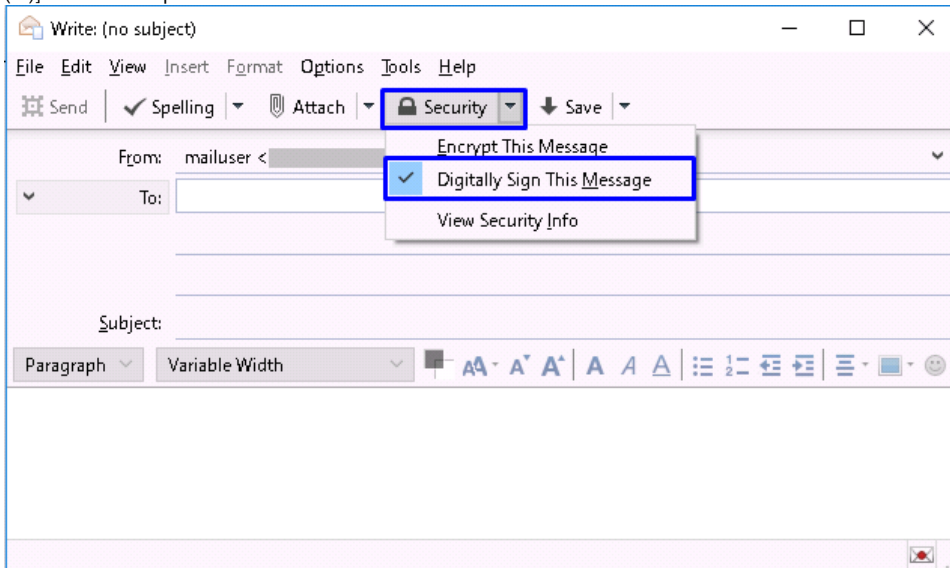 Write: (no subject)
File Edit View Insert Format Options Tools Help
Send Spelling Attach Security Save
From: mailuser <
Encrypt This Message
Digitally Sign This Message
To:
View Security Info
Subject:
Paragraph Variable Width